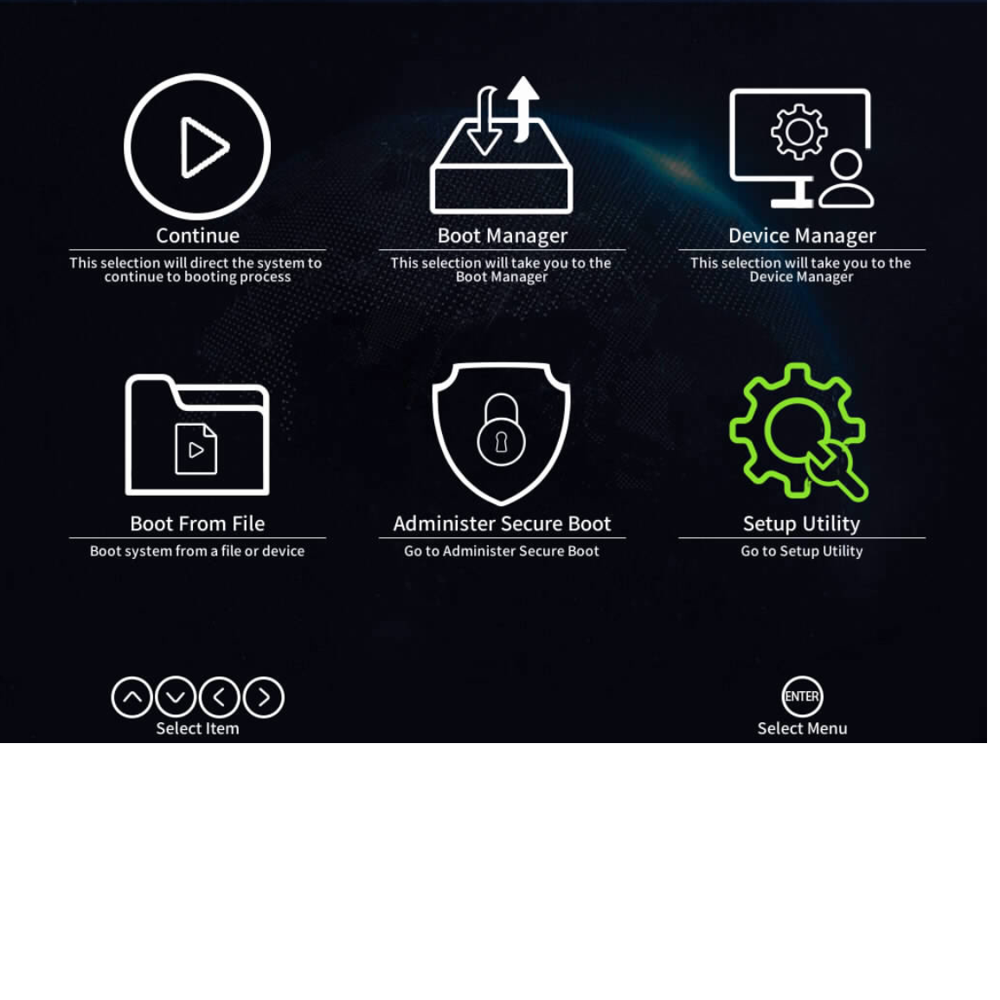 Continue
This selection will direct the system to
continue to booting process
Boot Manager
This selection will take you to the
Boot Manager
Device Manager
This selection will take you to the
Device Manager
Boot From File
Boot system from a file or device
Administer Secure Boot
Go to Administer Secure Boot
Setup Utility
Go to Setup Utility
Select Item
ENTER
Select Menu